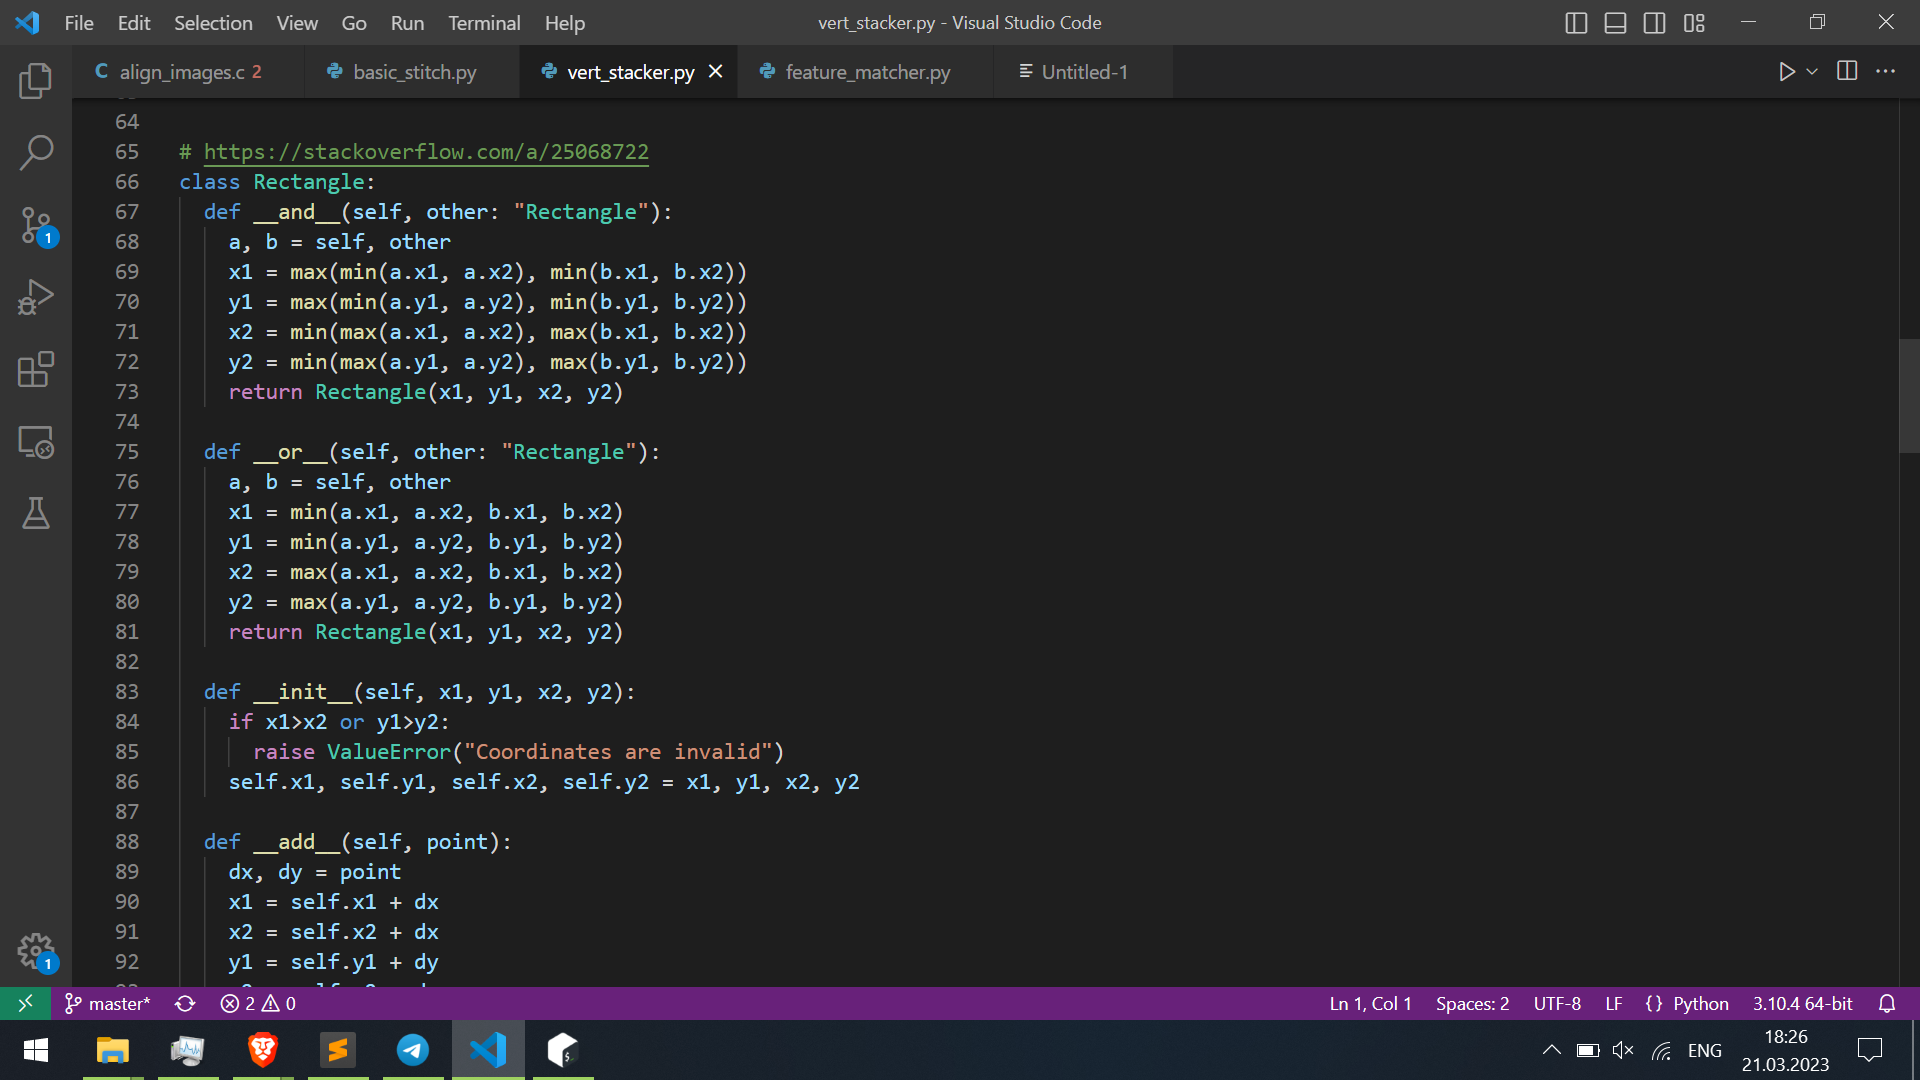 File Edit Selection View Go Run Terminal Help vert_stacker.py - Visual Studio Code
align_images.c 2 basic_stitch.py vert_stacker.py feature_matcher.py Untitled-1
64
65 # https://stackoverflow.com/a/25068722
66 class Rectangle:
67 def __and__(self, other: "Rectangle"):
68 a, b = self, other
69 x1 = max(min(a.x1, a.x2), min(b.x1, b.x2))
70 y1 = max(min(a.y1, a.y2), min(b.y1, b.y2))
71 x2 = min(max(a.x1, a.x2), max(b.x1, b.x2))
72 y2 = min(max(a.y1, a.y2), max(b.y1, b.y2))
73 return Rectangle(x1, y1, x2, y2)
74
75 def __or__(self, other: "Rectangle"):
76 a, b = self, other
77 x1 = min(a.x1, a.x2, b.x1, b.x2)
78 y1 = min(a.y1, a.y2, b.y1, b.y2)
79 x2 = max(a.x1, a.x2, b.x1, b.x2)
80 y2 = max(a.y1, a.y2, b.y1, b.y2)
81 return Rectangle(x1, y1, x2, y2)
82
83 def __init__(self, x1, y1, x2, y2):
84 if x1>x2 or y1>y2:
85 raise ValueError("Coordinates are invalid")
86 self.x1, self.y1, self.x2, self.y2 = x1, y1, x2, y2
87
88 def __add__(self, point):
89 dx, dy = point
90 x1 = self.x1 + dx
91 x2 = self.x2 + dx
92 y1 = self.y1 + dy
1
1
master* 2 0 Ln 1, Col 1 Spaces: 2 UTF-8 LF {} Python 3.10.4 64-bit
ENG 18:26
21.03.2023